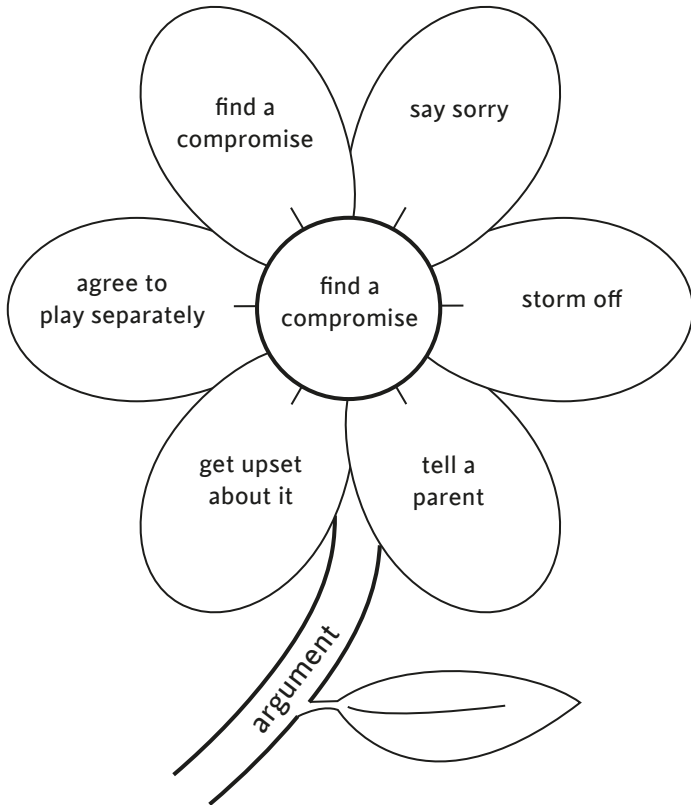 find a
compromise
say sorry
agree to
play separately
find a
compromise
storm off
get upset
about it
tell a
parent
argument